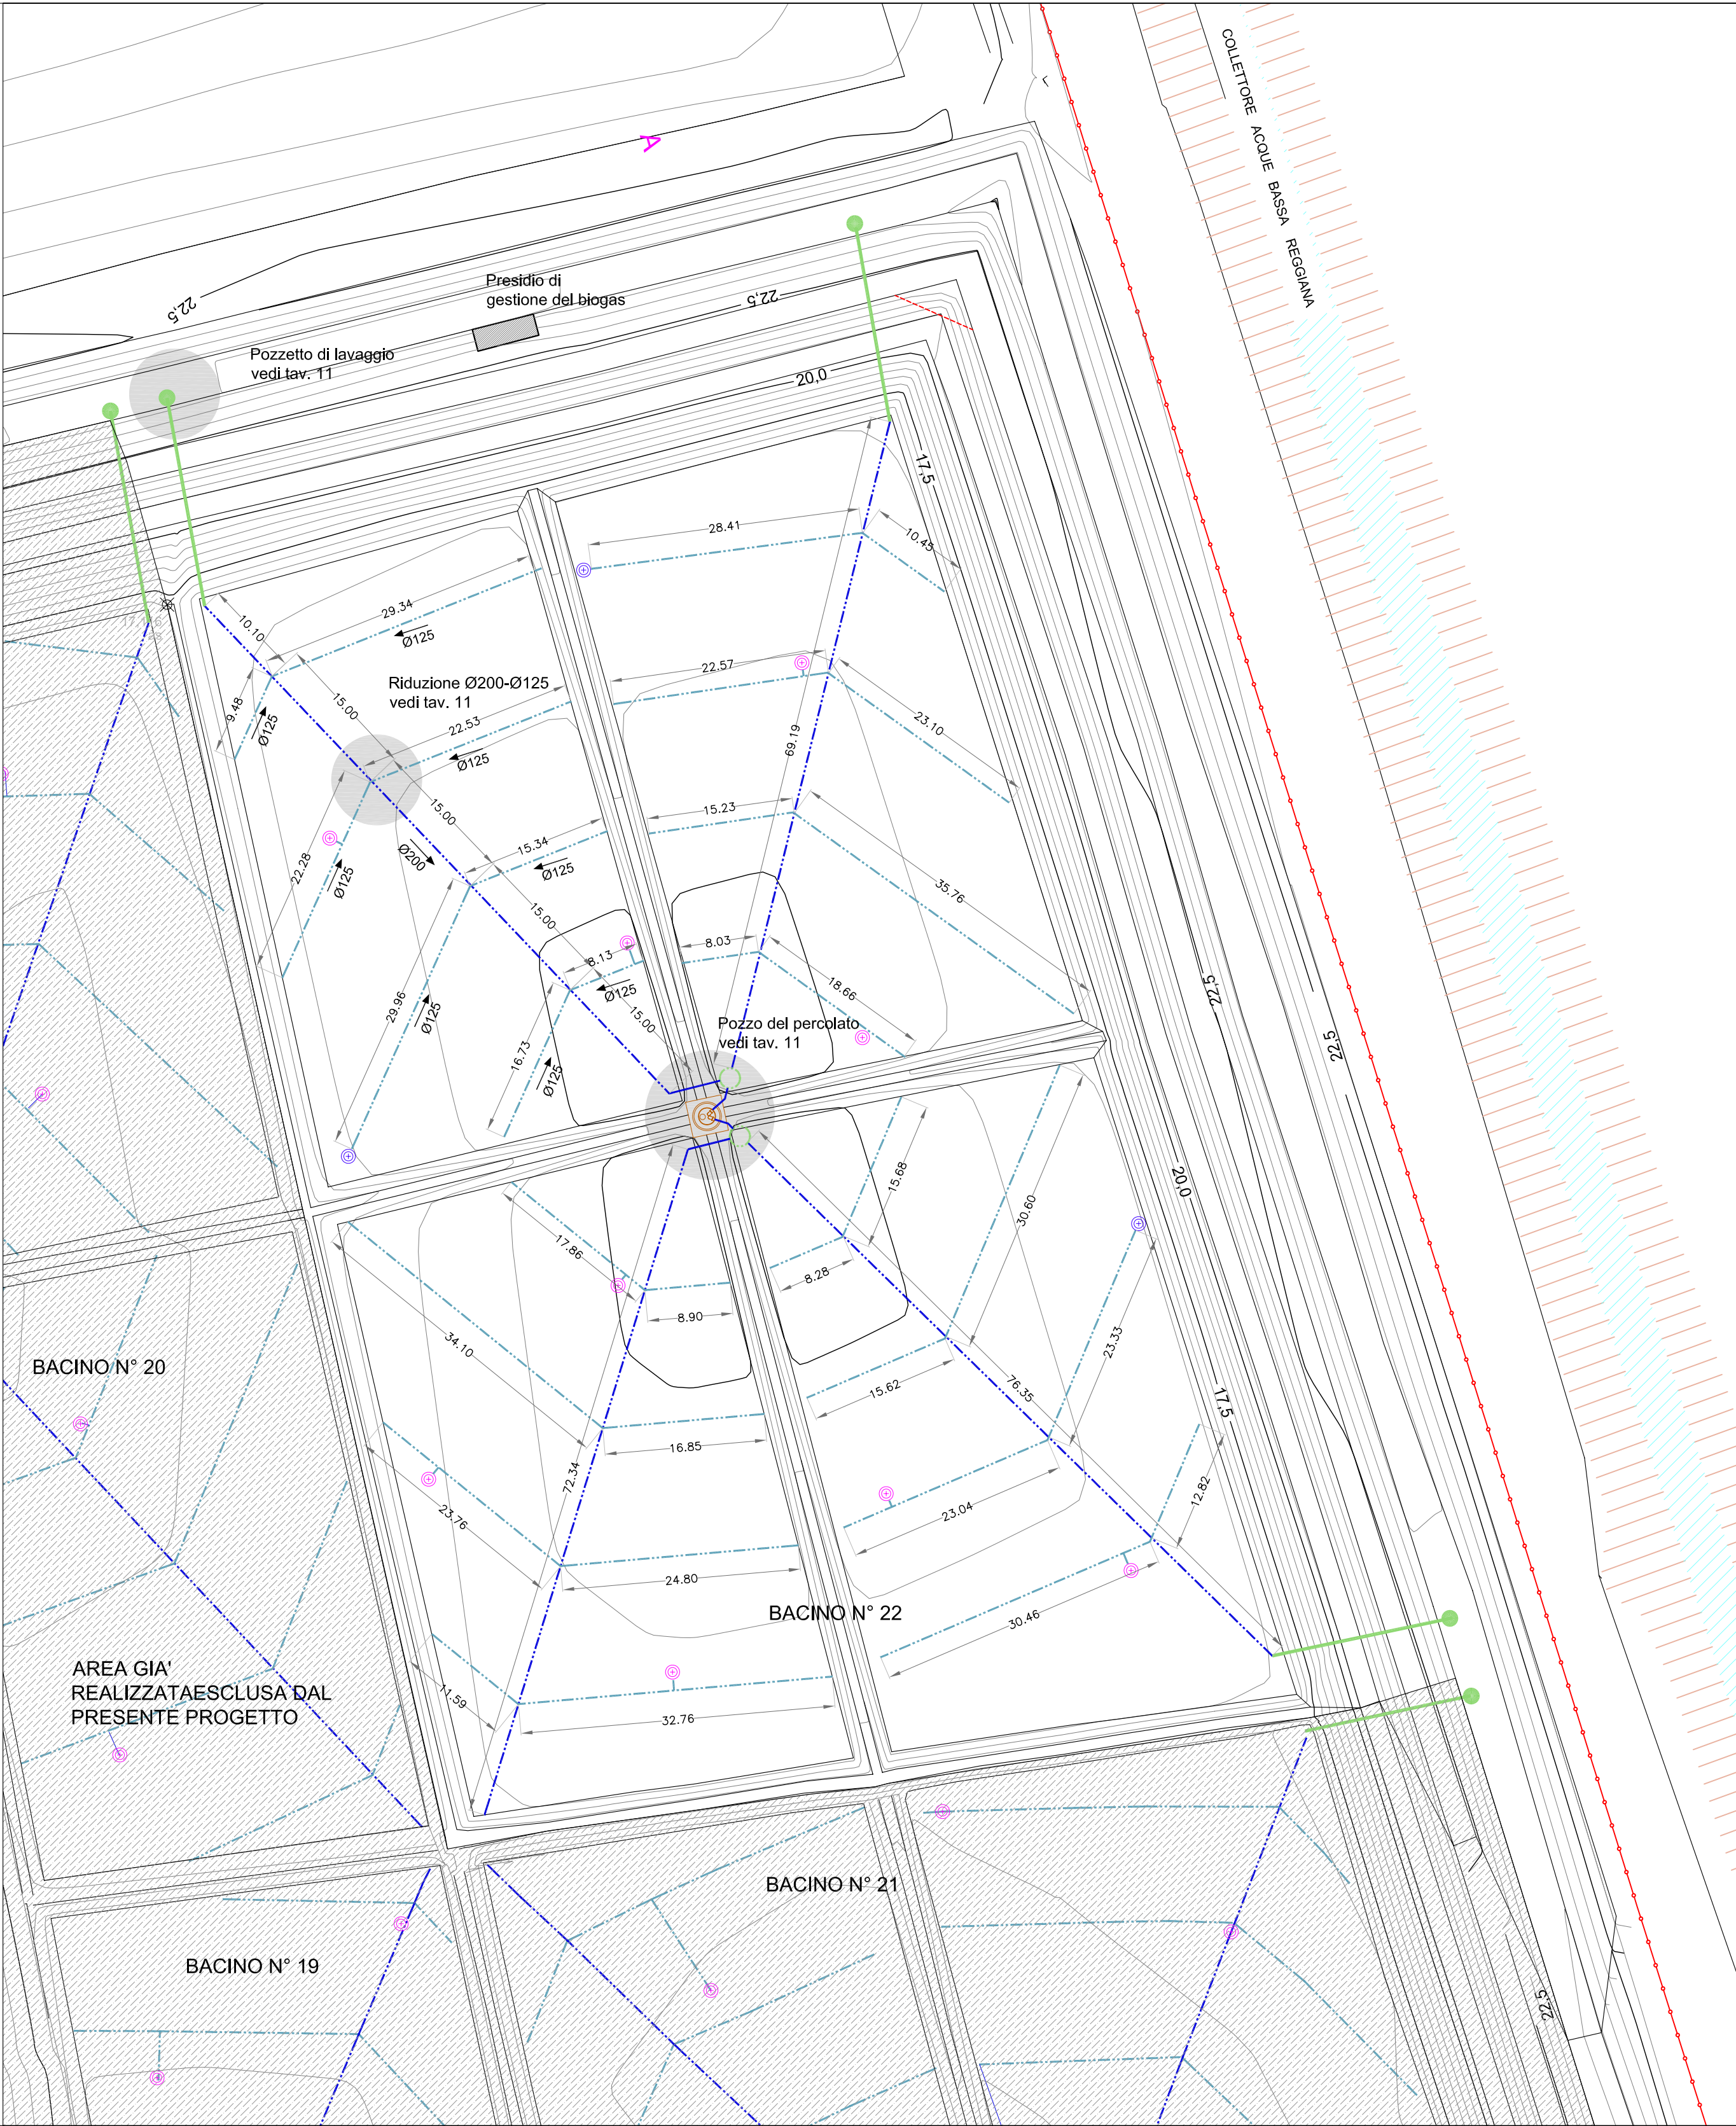 COLLETTORE ACQUE BASSA REGGIANA
A
22,5
Presidio di
gestione del biogas
22,5
Pozzetto di lavaggio
vedi tav. 11
20,0
17,5
28.41
10.45
29.34
Ø125
10.10
9.48
Ø125
15.00
Riduzione Ø200-Ø125
vedi tav. 11
22.57
22.53
Ø125
23.10
69.19
15.00
Ø200
15.23
15.34
Ø125
22.28
Ø125
35.76
15.00
8.13
Ø125
8.03
18.66
29.96
Ø125
15.00
16.73
Ø125
Pozzo del percolato
vedi tav. 11
22,5
22,5
20,0
17,5
15.68
30.60
17.86
8.28
8.90
34.10
23.33
15.62
76.35
16.85
72.34
23.76
12.82
23.04
24.80
30.46
11.59
32.76
BACINO N° 20
BACINO N° 22
AREA GIA'
REALIZZATAESCLUSA DAL
PRESENTE PROGETTO
BACINO N° 21
BACINO N° 19
22,5